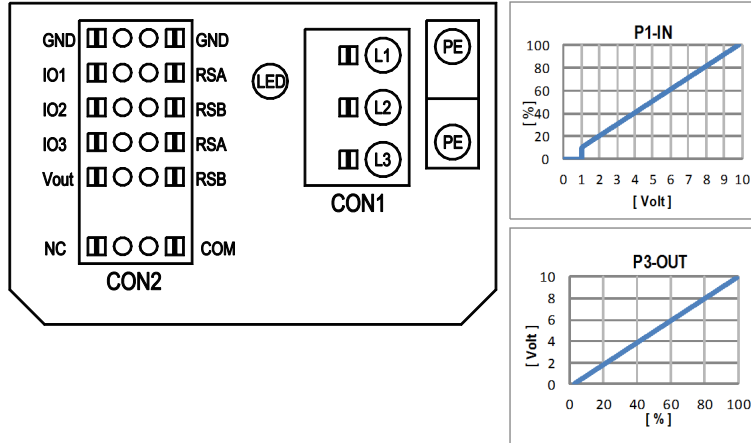 GND GND
IO1 RSA
IO2 RSB
IO3 RSA
Vout RSB
NC COM
CON2
LED
L1
L2
L3
CON1
PE
PE
P1-IN
100
80
60
40
20
0
[ %]
0 1 2 3 4 5 6 7 8 9 10
[ Volt ]
P3-OUT
10
8
6
4
2
0
[ Volt ]
0 20 40 60 80 100
[ % ]